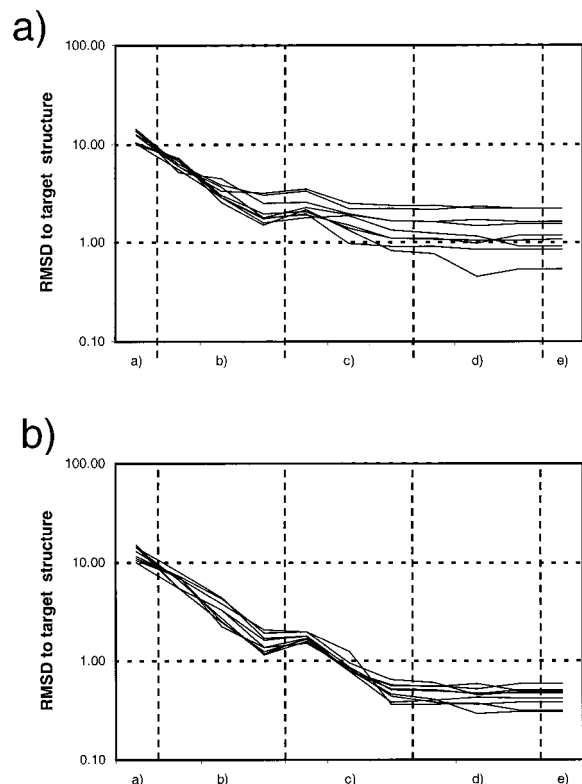 a)
100.00
10.00
1.00
0.10
RMSD to target structure
a) b) c) d) e)
b)
100.00
10.00
1.00
0.10
RMSD to target structure
a) b) c) d) e)